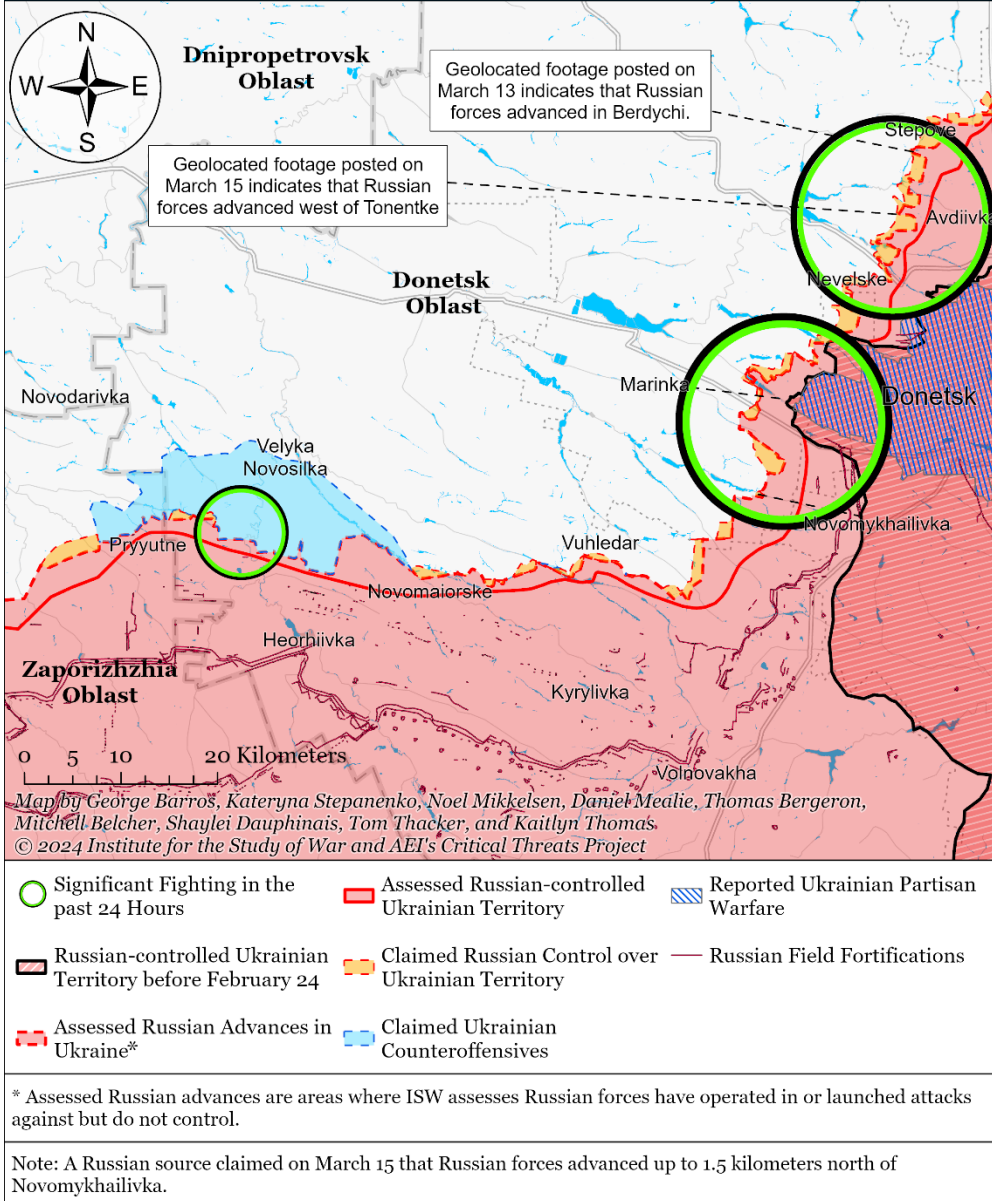 N
W
E
S
Dnipropetrovsk
Oblast
Geolocated footage posted on
March 13 indicates that Russian
forces advanced in Berdychi.
Stepove
Geolocated footage posted on
March 15 indicates that Russian
forces advanced west of Tonentke
Avdiivka
Donetsk
Oblast
Nevelske
Marinka
Donetsk
Novodarivka
Velyka
Novosilka
Novomykhailivka
Pryyutne
Vuhledar
Novomaiorske
Heorhiivka
Zaporizhzhia
Oblast
Kyrylivka
0 5 10 20 Kilometers
Volnovakha
Map by George Barros, Kateryna Stepanenko, Noel Mikkelsen, Daniel Mealie, Thomas Bergeron,
Mitchell Belcher, Shaylei Dauphinais, Tom Thacker, and Kaitlyn Thomas
© 2024 Institute for the Study of War and AEI's Critical Threats Project
Significant Fighting in the
past 24 Hours
Assessed Russian-controlled
Ukrainian Territory
Reported Ukrainian Partisan
Warfare
Russian-controlled Ukrainian
Territory before February 24
Claimed Russian Control over
Ukrainian Territory
Russian Field Fortifications
Assessed Russian Advances in
Ukraine*
Claimed Ukrainian
Counteroffensives
* Assessed Russian advances are areas where ISW assesses Russian forces have operated in or launched attacks
against but do not control.
Note: A Russian source claimed on March 15 that Russian forces advanced up to 1.5 kilometers north of
Novomykhailivka.